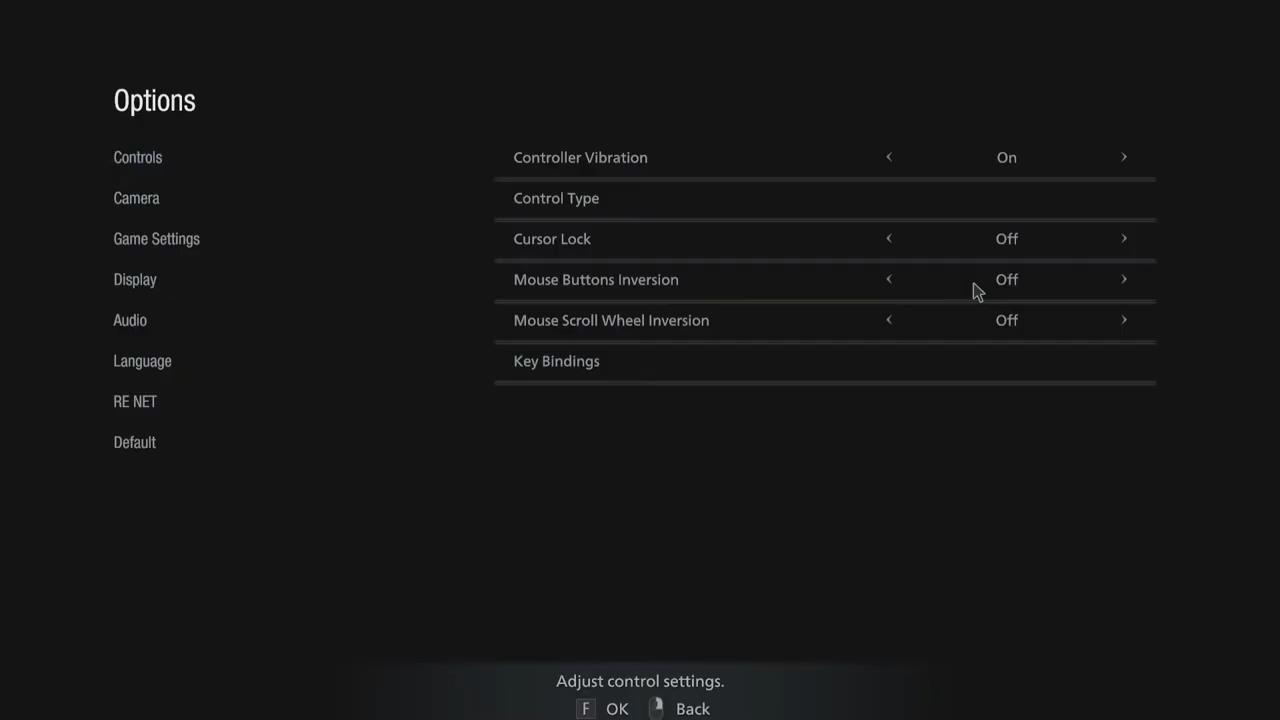 Options
Controls
Controller Vibration < On >
Camera
Control Type
Game Settings
Cursor Lock < Off >
Display
Mouse Buttons Inversion < Off >
Audio
Mouse Scroll Wheel Inversion < Off >
Language
Key Bindings
RE NET
Default
Adjust control settings.
F OK Back